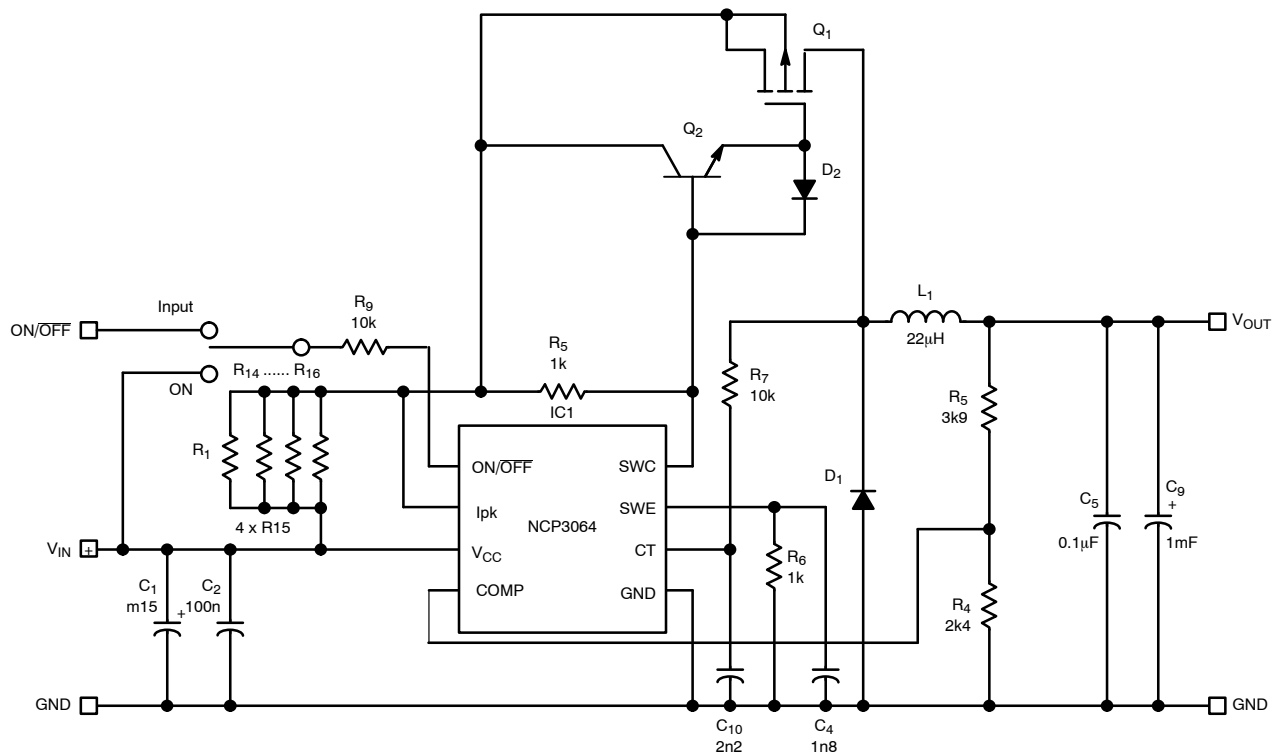 Q1
Q2
D2
L1
22µH
VOUT
Input
R9
10k
ON/OFF
ON
R14 ...... R16
R5
1k
IC1
R7
10k
R5
3k9
R1
4 x R15
ON/OFF
Ipk
VCC
COMP
NCP3064
SWC
SWE
CT
GND
D1
C5
0.1µF
C9
+
1mF
VIN
+
R6
1k
R4
2k4
C1
m15
+
C2
100n
GND
GND
C10
2n2
C4
1n8